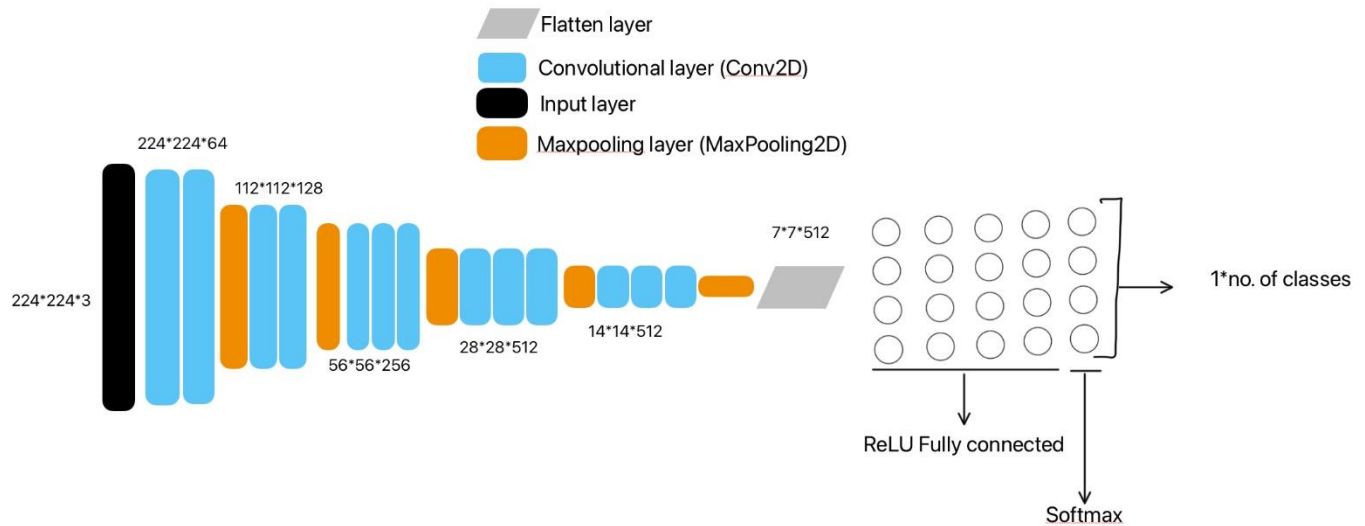 Flatten layer
Convolutional layer (Conv2D)
Input layer
Maxpooling layer (MaxPooling2D)
224*224*3
224*224*64
112*112*128
56*56*256
28*28*512
14*14*512
7*7*512
1*no. of classes
ReLU Fully connected
Softmax